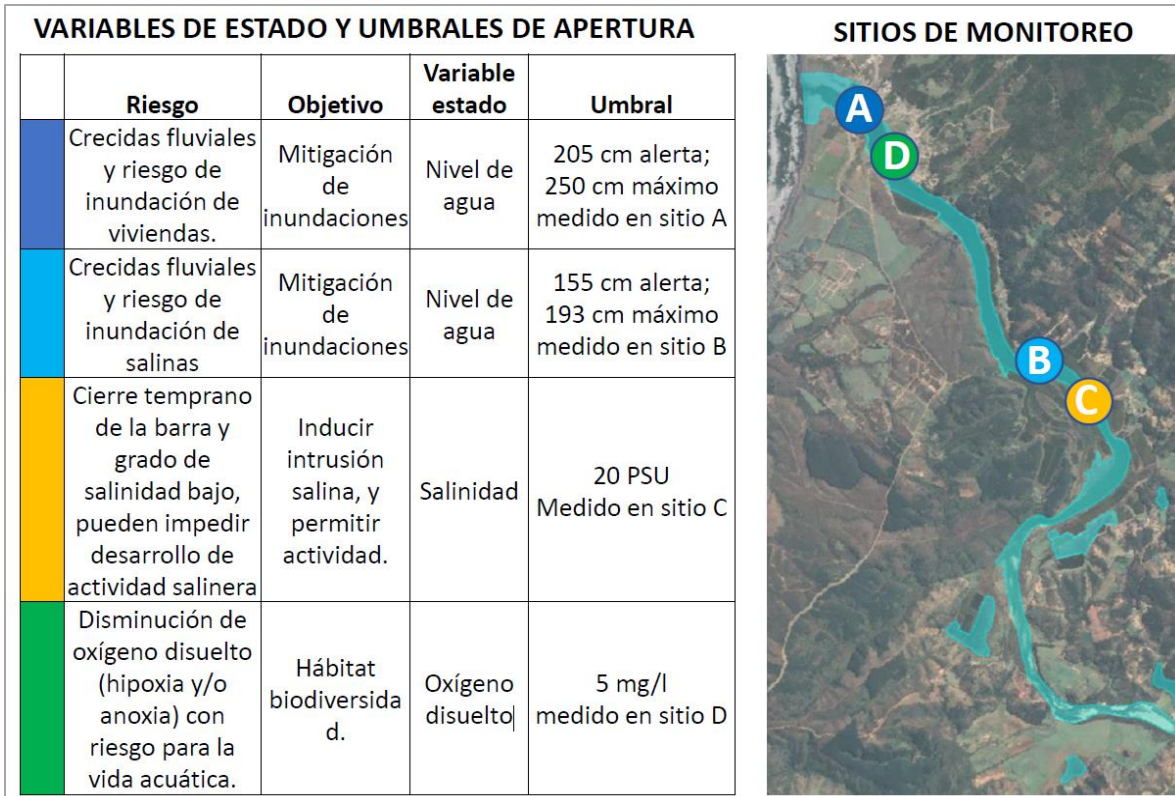 VARIABLES DE ESTADO Y UMBRALES DE APERTURA
Riesgo
Objetivo
Variable
estado
Umbral
Crecidas fluviales
y riesgo de
inundación de
viviendas.
Mitigación
de
inundaciones
Nivel de
agua
205 cm alerta;
250 cm máximo
medido en sitio A
Crecidas fluviales
y riesgo de
inundación de
salinas
Mitigación
de
inundaciones
Nivel de
agua
155 cm alerta;
193 cm máximo
medido en sitio B
Cierre temprano
de la barra y
grado de
salinidad bajo,
pueden impedir
desarrollo de
actividad salinera
Inducir
intrusión
salina, y
permitir
actividad.
Salinidad
20 PSU
Medido en sitio C
Disminución de
oxígeno disuelto
(hipoxia y/o
anoxia) con
riesgo para la
vida acuática.
Hábitat
biodiversida
d.
Oxígeno
disuelto
5 mg/l
medido en sitio D
SITIOS DE MONITOREO
A
D
B
C